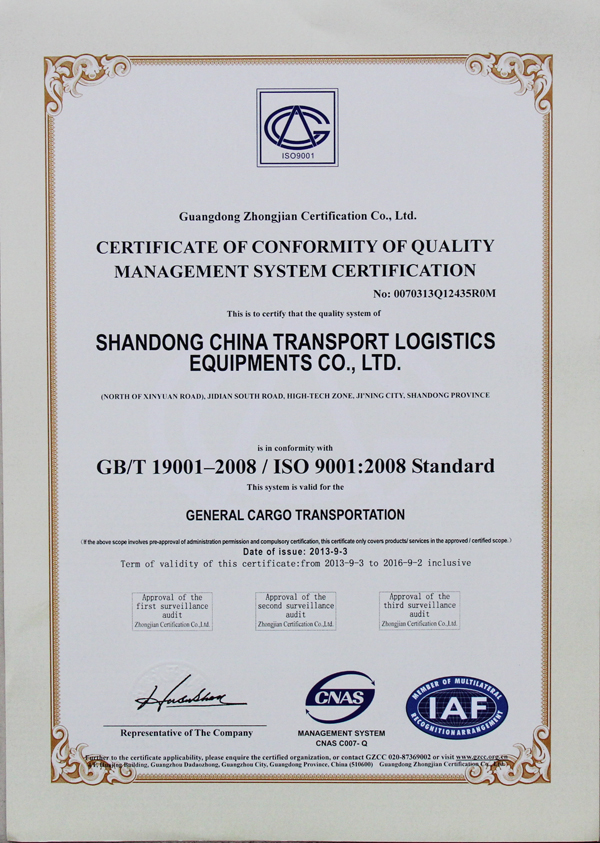 CAG
ISO9001
Guangdong Zhongjian Certification Co., Ltd.
CERTIFICATE OF CONFORMITY OF QUALITY
MANAGEMENT SYSTEM CERTIFICATION
No: 0070313Q12435R0M
This is to certify that the quality system of
SHANDONG CHINA TRANSPORT LOGISTICS
EQUIPMENTS CO., LTD.
(NORTH OF XINYUAN ROAD), JIDIAN SOUTH ROAD, HIGH-TECH ZONE, JI'NING CITY, SHANDONG PROVINCE
is in conformity with
GB/T 19001–2008 / ISO 9001:2008 Standard
This system is valid for the
GENERAL CARGO TRANSPORTATION
(If the above scope involves pre-approval of administration permission and compulsory certification, this certificate only covers products/ services in the approved / certified scope.)
Date of issue: 2013-9-3
Term of validity of this certificate:from 2013-9-3 to 2016-9-2 inclusive
Approval of the
first surveillance
audit
Zhongjian Certification Co.,Ltd.
Approval of the
second surveillance
audit
Zhongjian Certification Co.,Ltd.
Approval of the
third surveillance
audit
Zhongjian Certification Co.,Ltd.
Representative of The Company
CNAS
MANAGEMENT SYSTEM
CNAS C007- Q
MEMBER OF MULTILATERAL
IAF
RECOGNITION ARRANGEMENT
Further to the certificate applicability, please enquire the certified organization, or contact GZCC 020-87369002 or visit www.gzcc.org.cn
Building, Guangzhou Dadaozhong, Guangzhou City, Guangdong Province, China (510600) Guangdong Zhongjian Certification Co., Ltd.